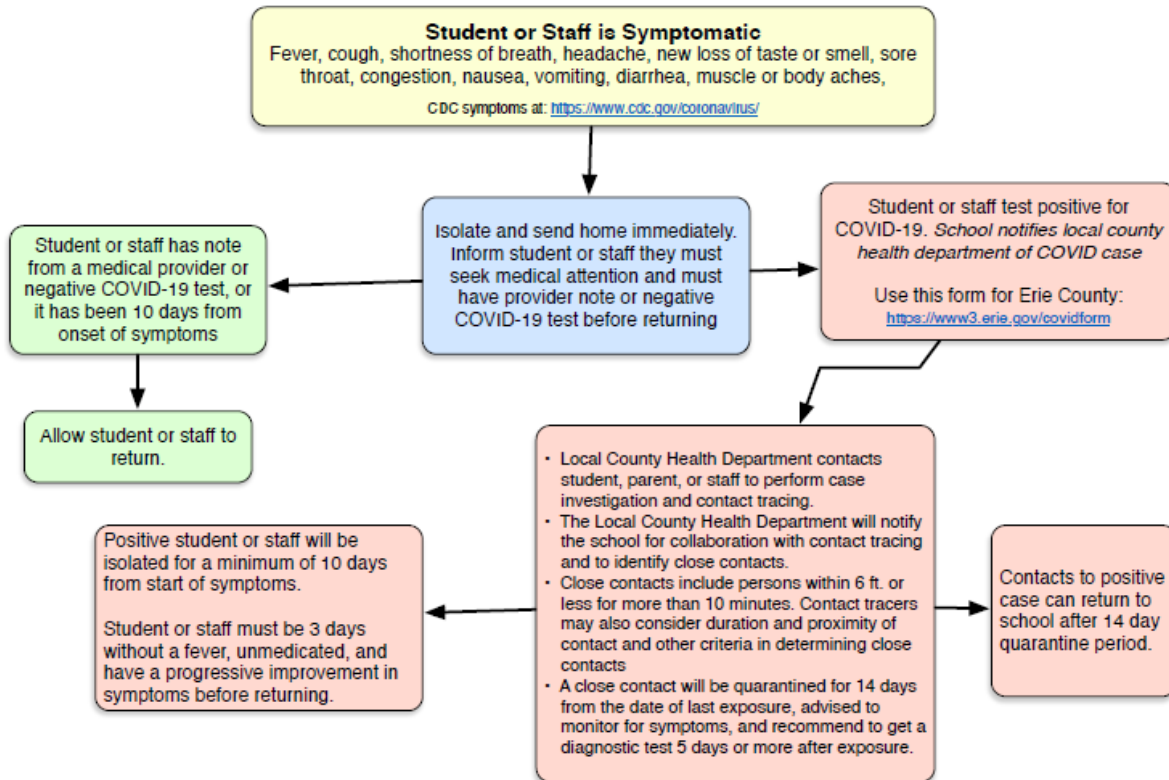 Student or Staff is Symptomatic
Fever, cough, shortness of breath, headache, new loss of taste or smell, sore
throat, congestion, nausea, vomiting, diarrhea, muscle or body aches,
CDC symptoms at: https://www.cdc.gov/coronavirus/
Student or staff has note
from a medical provider or
negative COVID-19 test, or
it has been 10 days from
onset of symptoms
Isolate and send home immediately.
Inform student or staff they must
seek medical attention and must
have provider note or negative
COVID-19 test before returning
Student or staff test positive for
COVID-19. School notifies local county
health department of COVID case
Use this form for Erie County:
https://www3.erie.gov/covidform
Allow student or staff to
return.
• Local County Health Department contacts
student, parent, or staff to perform case
investigation and contact tracing.
• The Local County Health Department will notify
the school for collaboration with contact tracing
and to identify close contacts.
• Close contacts include persons within 6 ft. or
less for more than 10 minutes. Contact tracers
may also consider duration and proximity of
contact and other criteria in determining close
contacts
• A close contact will be quarantined for 14 days
from the date of last exposure, advised to
monitor for symptoms, and recommend to get a
diagnostic test 5 days or more after exposure.
Positive student or staff will be
isolated for a minimum of 10 days
from start of symptoms.
Student or staff must be 3 days
without a fever, unmedicated, and
have a progressive improvement in
symptoms before returning.
Contacts to positive
case can return to
school after 14 day
quarantine period.